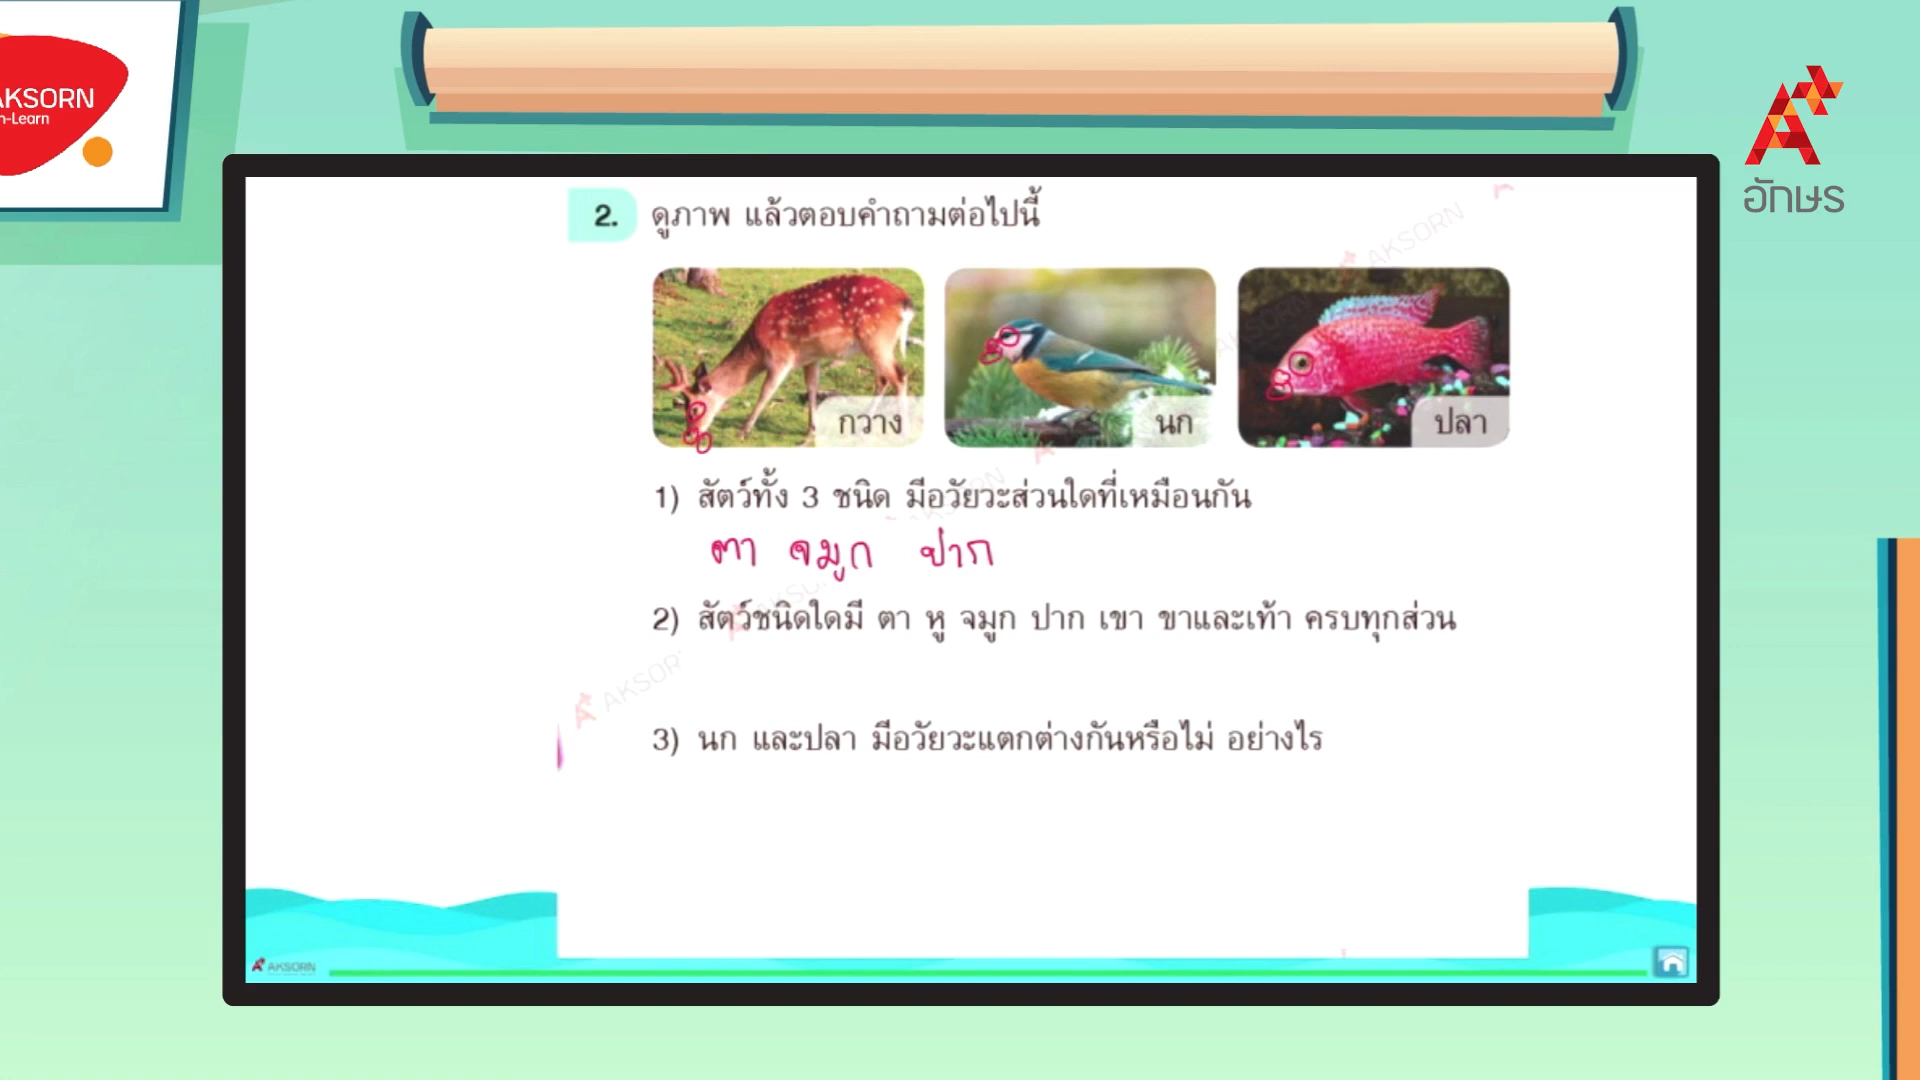 AKSORN
n-Learn
อักษร
2. ดูภาพ แล้วตอบคำถามต่อไปนี้
กวาง
นก
ปลา
1) สัตว์ทั้ง 3 ชนิด มีอวัยวะส่วนใดที่เหมือนกัน
ตา จมูก ปาก
2) สัตว์ชนิดใดมี ตา หู จมูก ปาก เขา ขาและเท้า ครบทุกส่วน
3) นก และปลา มีอวัยวะแตกต่างกันหรือไม่ อย่างไร
AKSORN
AKSORN
AKSORN